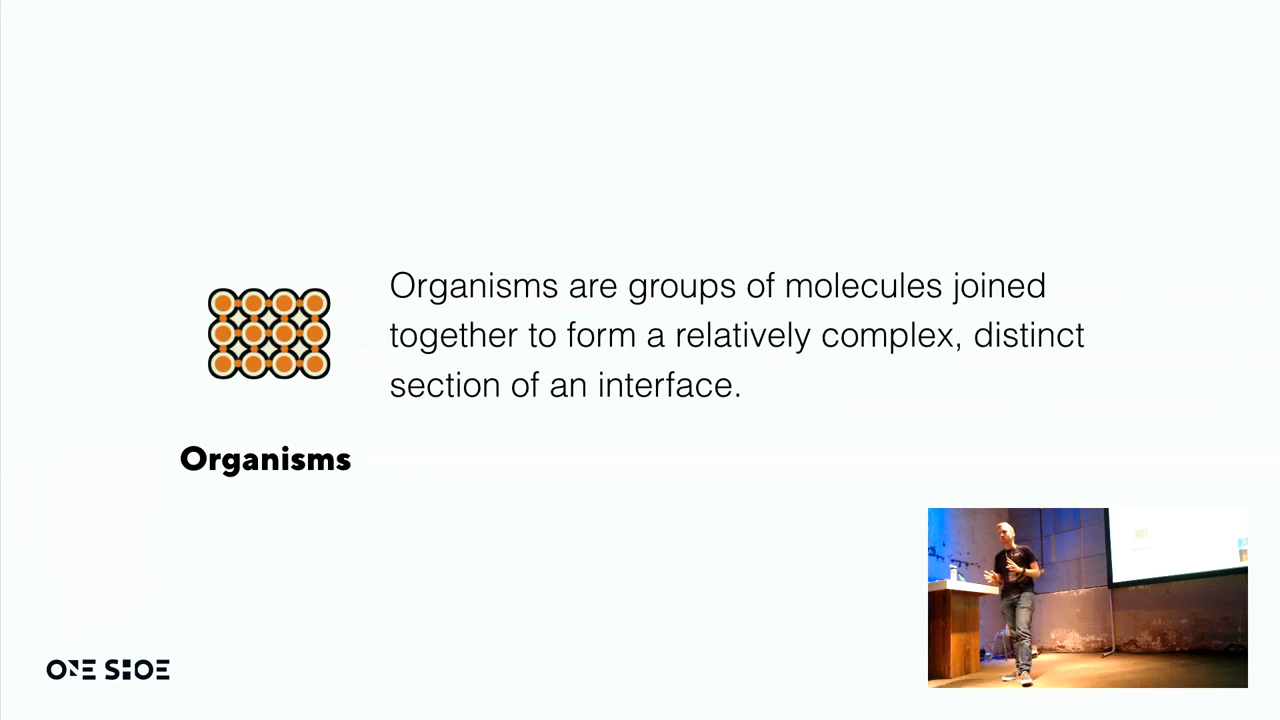 Organisms are groups of molecules joined
together to form a relatively complex, distinct
section of an interface.
Organisms
ONE SHOE